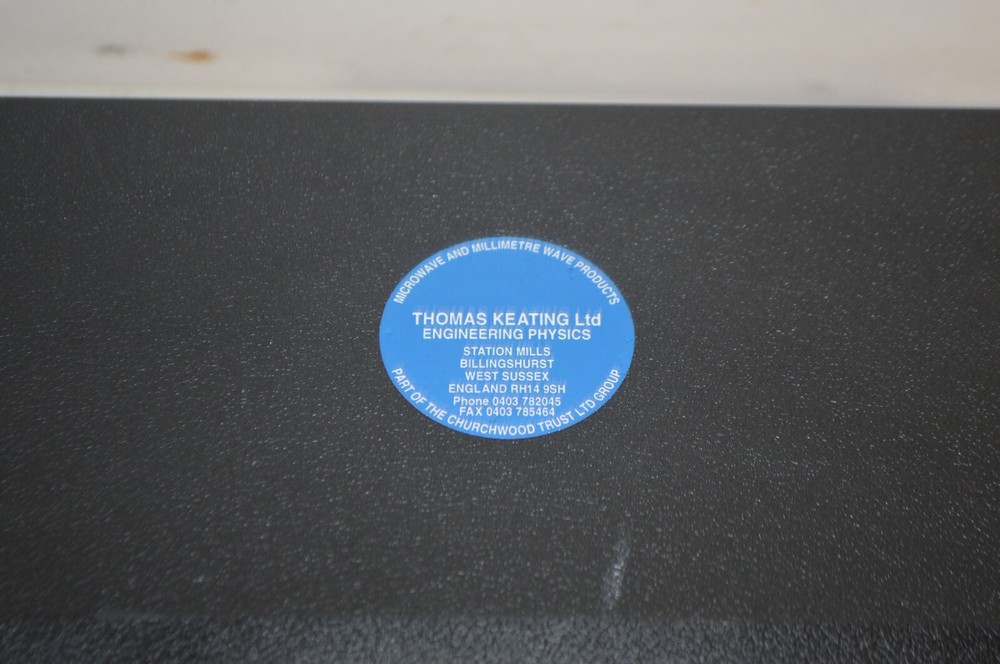 MICROWAVE AND MILLIMETRE WAVE PRODUCTS
THOMAS KEATING Ltd
ENGINEERING PHYSICS
STATION MILLS
BILLINGSHURST
WEST SUSSEX
ENGLAND RH14 9SH
Phone 0403 782045
FAX 0403 785464
PART OF THE CHURCHWOOD TRUST LTD GROUP